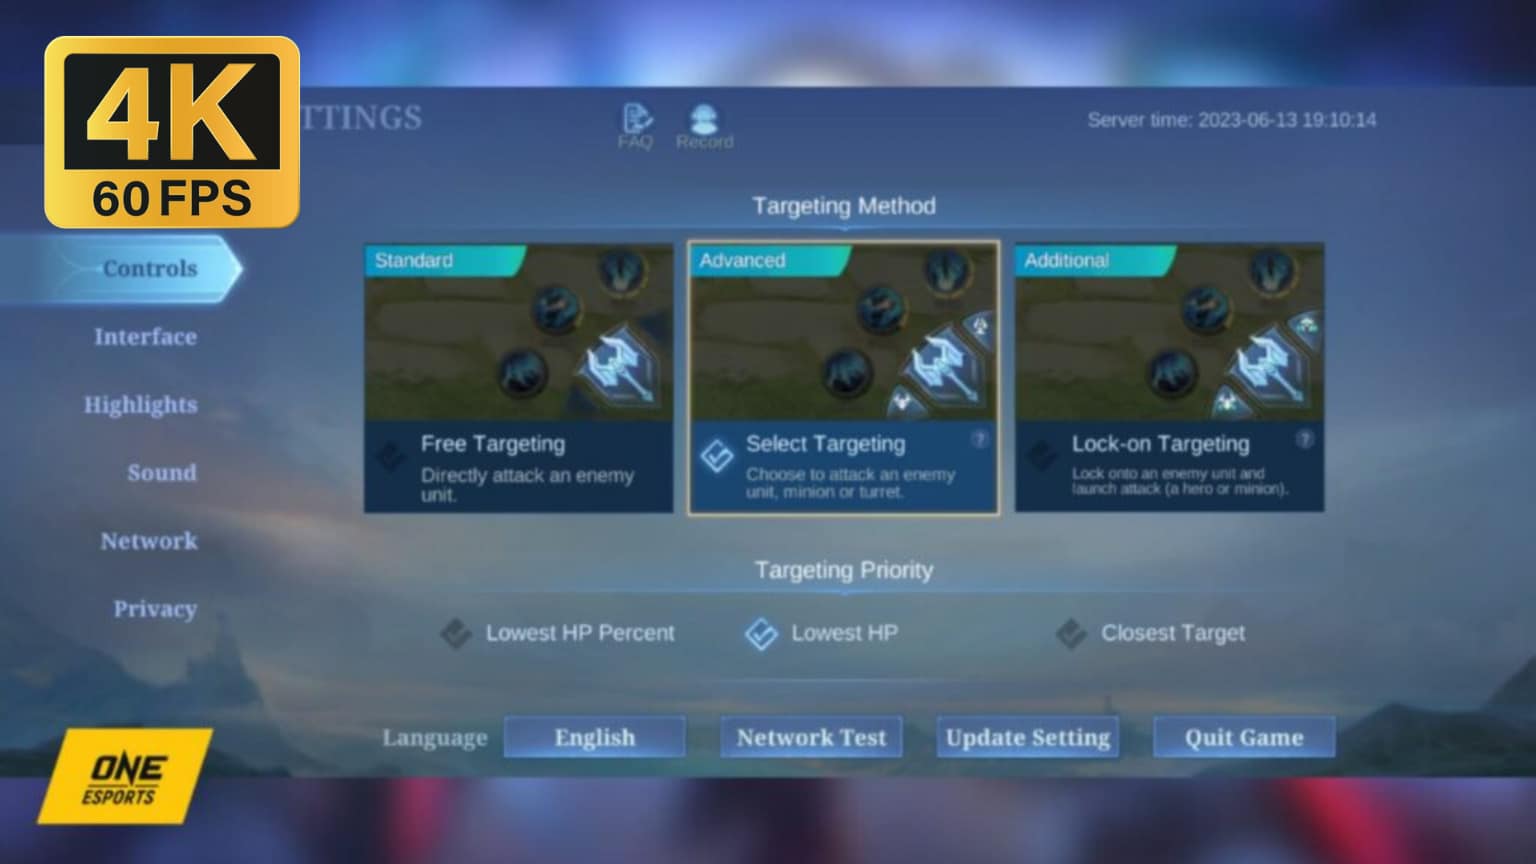 4K
60 FPS
TTINGS
FAQ
Record
Server time: 2023-06-13 19:10:14
Targeting Method
Standard
Advanced
Additional
Free Targeting
Directly attack an enemy
unit.
Select Targeting
?
Choose to attack an enemy
unit, minion or turret.
Lock-on Targeting
?
Lock onto an enemy unit and
launch attack (a hero or minion).
Controls
Interface
Highlights
Sound
Network
Privacy
Targeting Priority
Lowest HP Percent
Lowest HP
Closest Target
Language
English
Network Test
Update Setting
Quit Game
ONE
ESPORTS